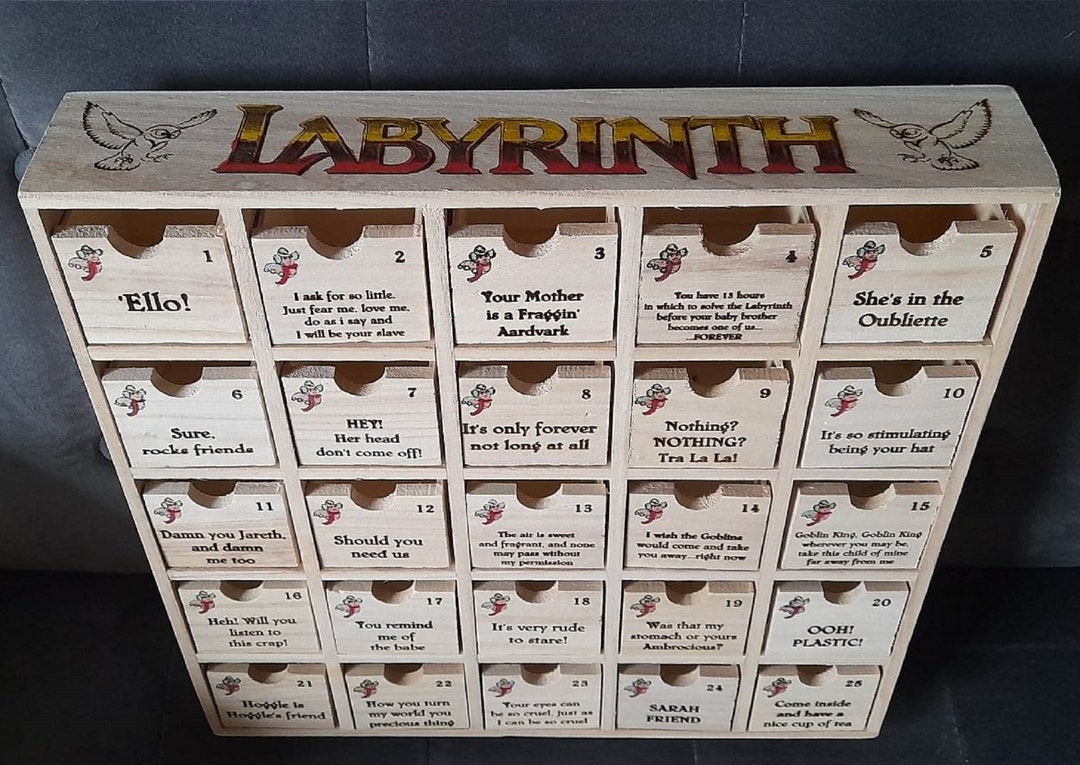 LABYRINTH
1
'Ello!
2
I ask for so little.
Just fear me, love me,
do as i say and
I will be your slave
3
Your Mother
is a Fraggin'
Aardvark
4
You have 13 hours
in which to solve the Labyrinth
before your baby brother
becomes one of us...
...FOREVER
5
She's in the
Oubliette
6
Sure,
rocks friends
7
HEY!
Her head
don't come off!
8
It's only forever
not long at all
9
Nothing?
NOTHING?
Tra La La!
10
It's so stimulating
being your hat
11
Damn you Jareth,
and damn
me too
12
Should you
need us
13
The air is sweet
and fragrant, and none
may pass without
my permission
14
I wish the Goblins
would come and take
you away...right now
15
Goblin King, Goblin King
wherever you may be,
take this child of mine
far away from me
16
Heh! Will you
listen to
this crap!
17
You remind
me of
the babe
18
It's very rude
to stare!
19
Was that my
stomach or yours
Ambrocious?
20
OOH!
PLASTIC!
21
Hoggle is
Hoggle's friend
22
How you turn
my world you
precious thing
23
Your eyes can
be so cruel, just as
I can be so cruel
24
SARAH
FRIEND
25
Come inside
and have a
nice cup of tea